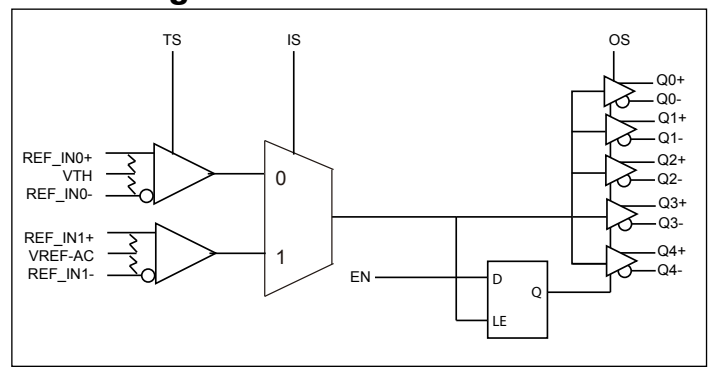 TS
IS
OS
REF_IN0+
VTH
REF_IN0-
REF_IN1+
VREF-AC
REF_IN1-
0
1
EN
D
Q
LE
Q0+
Q0-
Q1+
Q1-
Q2+
Q2-
Q3+
Q3-
Q4+
Q4-